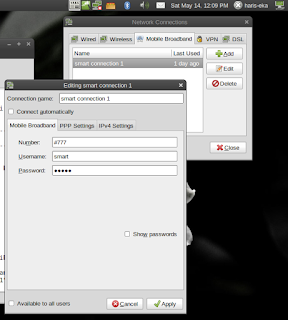 Sat May 14, 12:09 PM haris-eka
Network Connections
Wired Wireless Mobile Broadband VPN DSL
Name Last Used
smart connection 1 1 day ago
Add
Edit
Delete
Close
Editing smart connection 1
Connection name: smart connection 1
Connect automatically
Mobile Broadband PPP Settings IPv4 Settings
Number: #777
Username: smart
Password: •••••
Show passwords
Available to all users
Cancel Apply